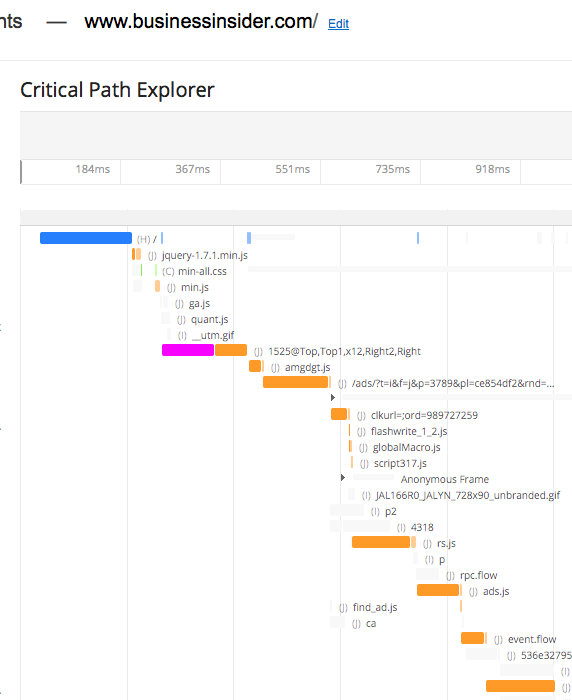 nts — www.businessinsider.com/ Edit
Critical Path Explorer
184ms 367ms 551ms 735ms 918ms
(H) /
(J) jquery-1.7.1.min.js
(C) min-all.css
(J) min.js
(J) ga.js
(J) quant.js
(I) __utm.gif
(J) 1525@Top,Top1,x12,Right2,Right
(J) amgdgt.js
(J) /ads/?t=i&f=j&p=3789&pl=ce854df2&rnd=...
(J) clkurl=;ord=989727259
(J) flashwrite_1_2.js
(J) globalMacro.js
(J) script317.js
Anonymous Frame
(I) JAL166R0_JALYN_728x90_unbranded.gif
(I) p2
(I) 4318
(J) rs.js
(I) p
(J) rpc.flow
(J) ads.js
(J) find_ad.js
(J) ca
(J) event.flow
(J) 536e32795
(I)
(J)